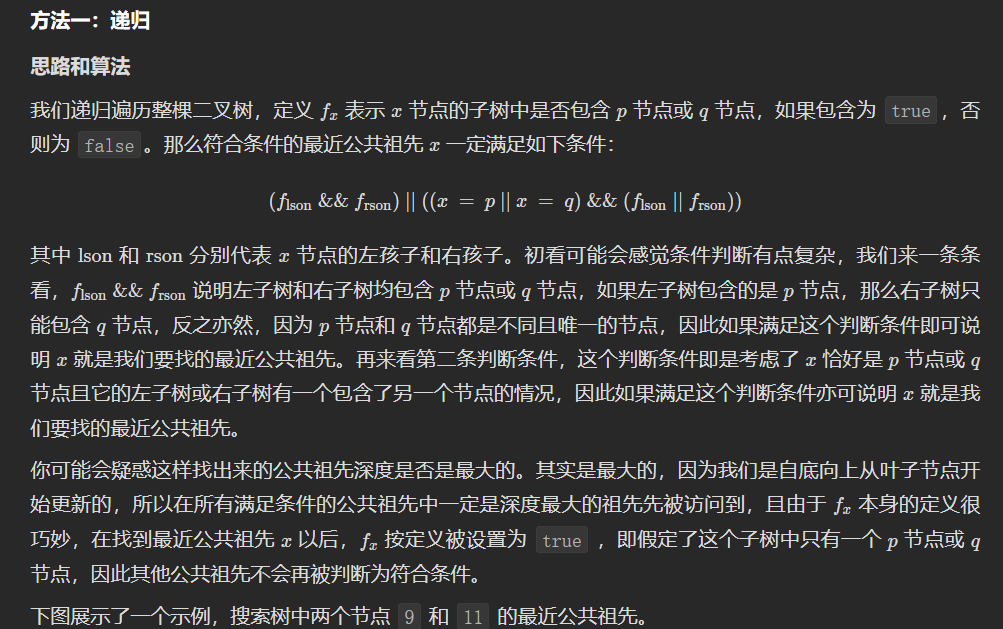 方法一：递归
思路和算法
我们递归遍历整棵二叉树，定义 fx 表示 x 节点的子树中是否包含 p 节点或 q 节点，如果包含为 true ，否
则为 false 。那么符合条件的最近公共祖先 x 一定满足如下条件：
(flson && frson) || ((x = p || x = q) && (flson || frson))
其中 lson 和 rson 分别代表 x 节点的左孩子和右孩子。初看可能会感觉条件判断有点复杂，我们来一条条
看，flson && frson 说明左子树和右子树均包含 p 节点或 q 节点，如果左子树包含的是 p 节点，那么右子树只
能包含 q 节点，反之亦然，因为 p 节点和 q 节点都是不同且唯一的节点，因此如果满足这个判断条件即可说
明 x 就是我们要找的最近公共祖先。再来看第二条判断条件，这个判断条件即是考虑了 x 恰好是 p 节点或 q
节点且它的左子树或右子树有一个包含了另一个节点的情况，因此如果满足这个判断条件亦可说明 x 就是我
们要找的最近公共祖先。
你可能会疑惑这样找出来的公共祖先深度是否是最大的。其实是最大的，因为我们是自底向上从叶子节点开
始更新的，所以在所有满足条件的公共祖先中一定是深度最大的祖先先被访问到，且由于 fx 本身的定义很
巧妙，在找到最近公共祖先 x 以后，fx 按定义被设置为 true ，即假定了这个子树中只有一个 p 节点或 q
节点，因此其他公共祖先不会再被判断为符合条件。
下图展示了一个示例，搜索树中两个节点 9 和 11 的最近公共祖先。